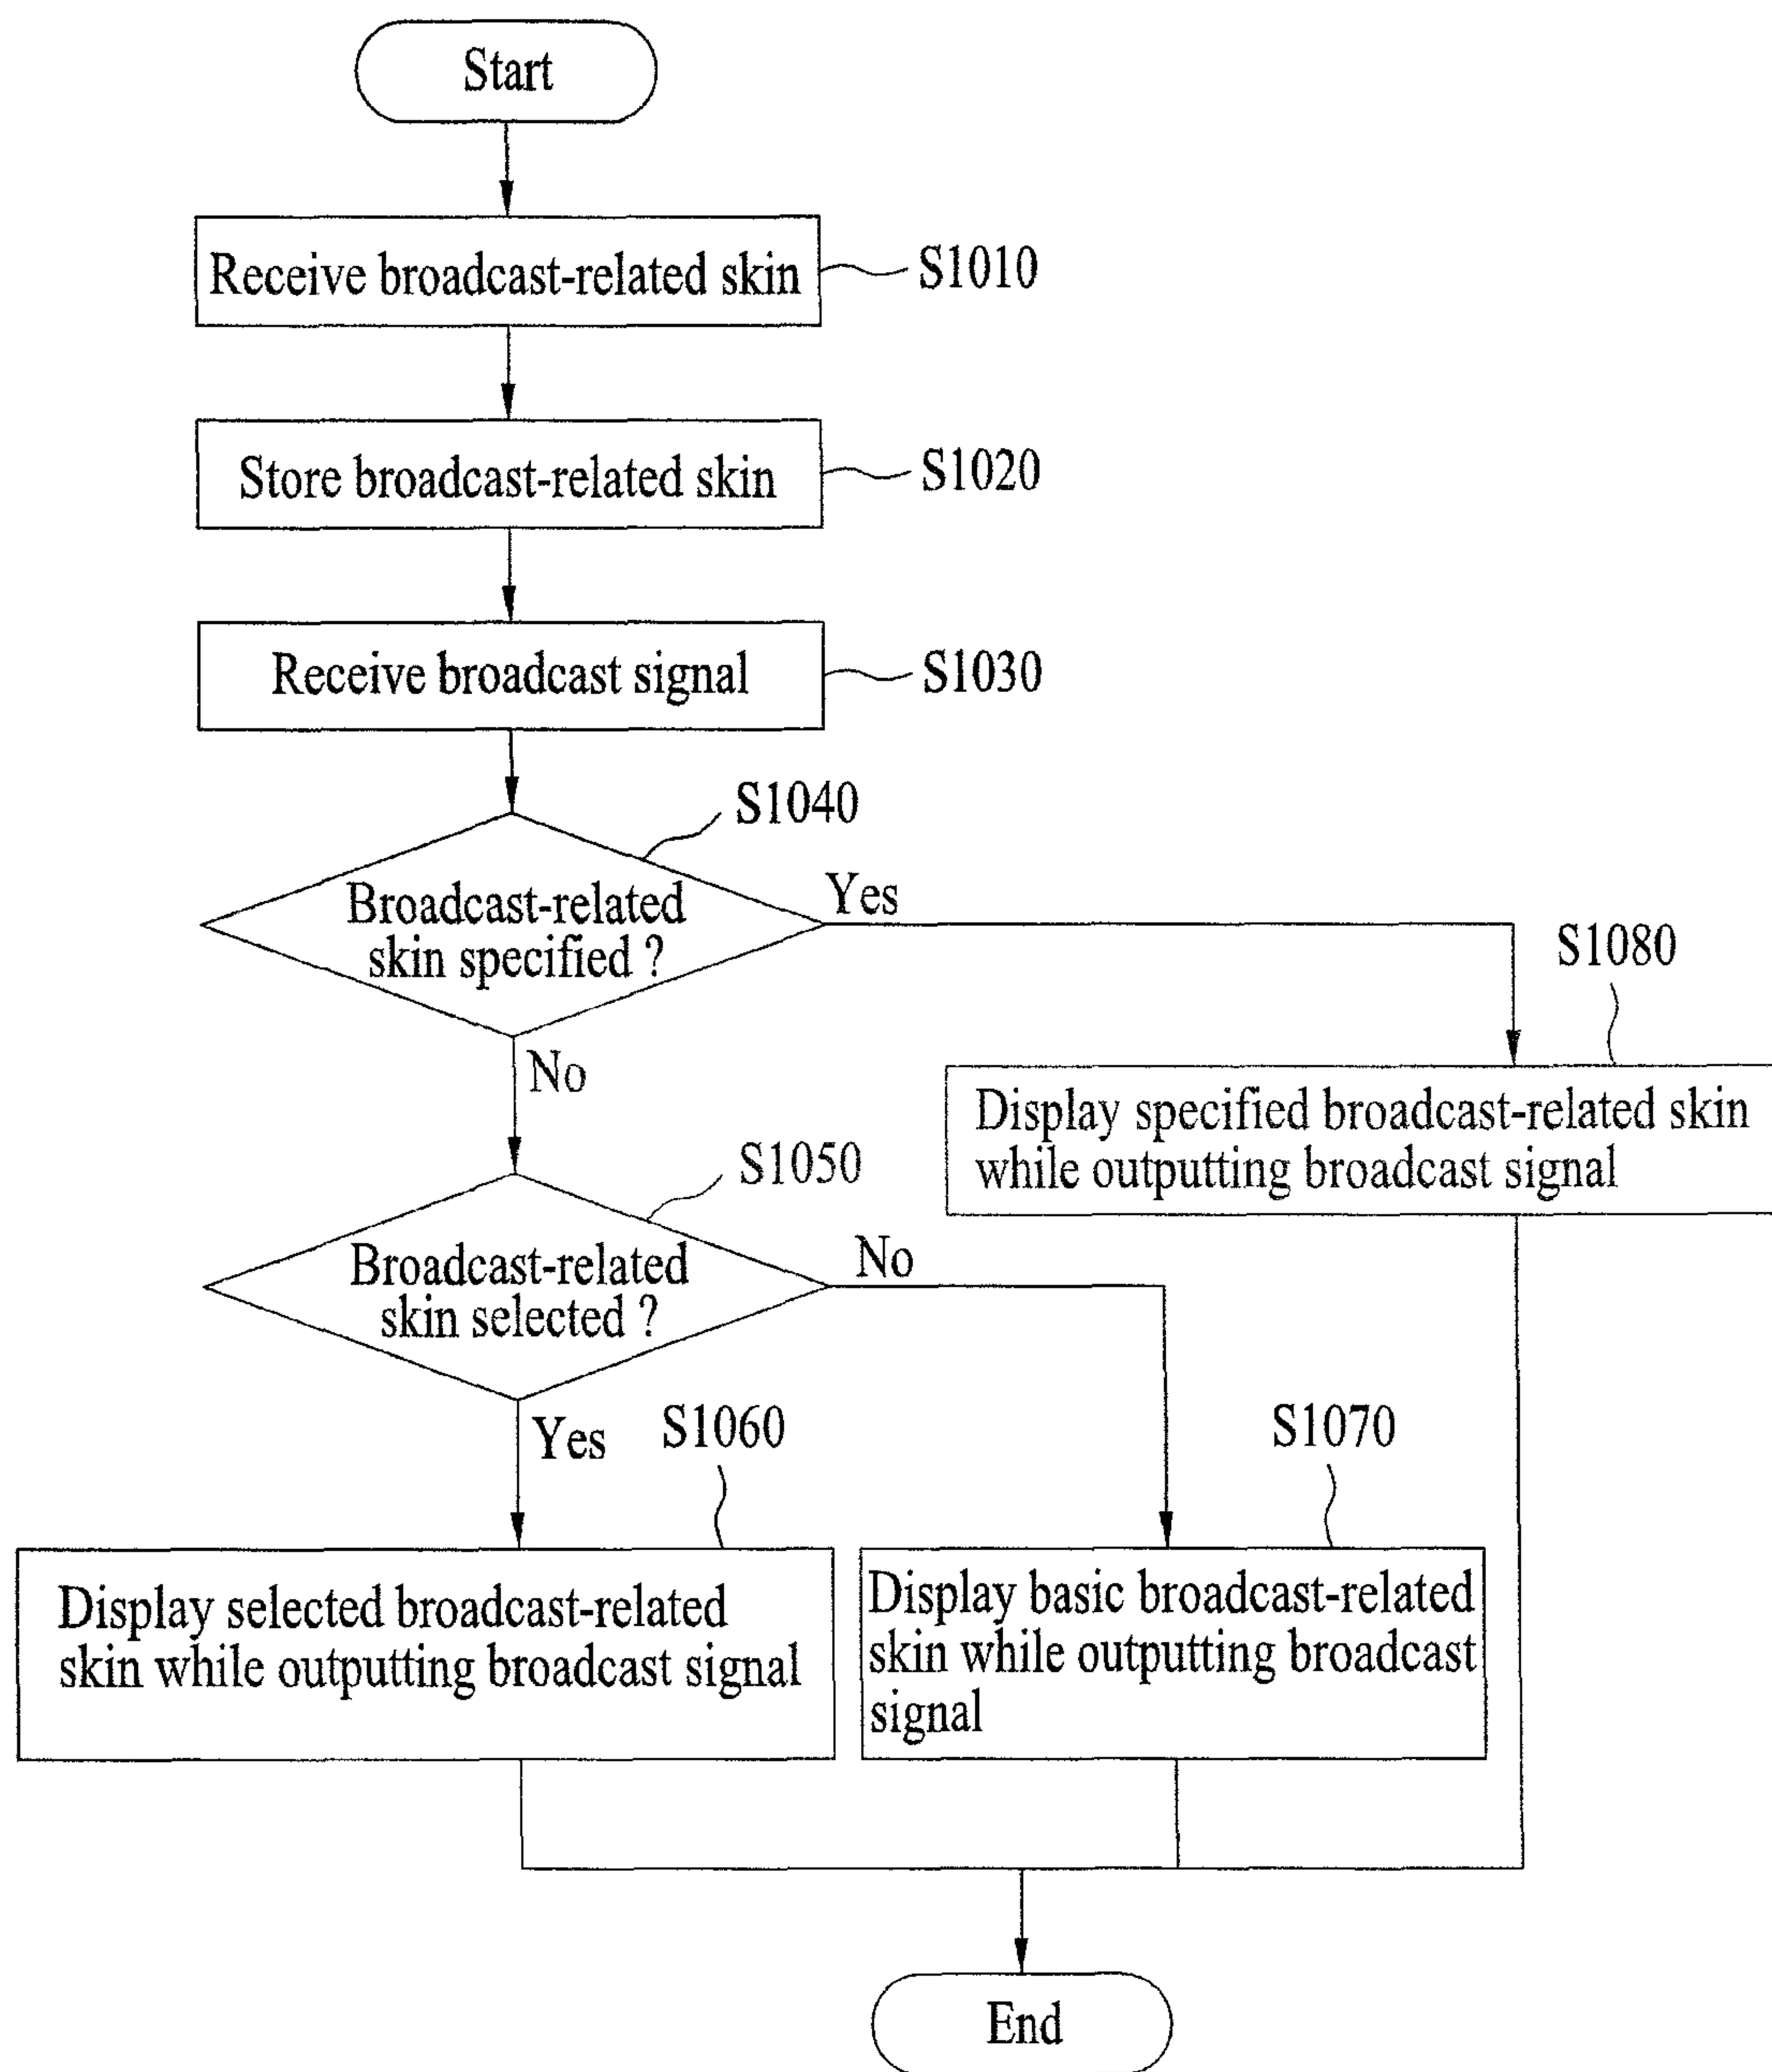 Start
Receive broadcast-related skin
S1010
Store broadcast-related skin
S1020
Receive broadcast signal
S1030
S1040
Broadcast-related
skin specified ?
Yes
No
S1080
Display specified broadcast-related skin
while outputting broadcast signal
S1050
Broadcast-related
skin selected ?
No
Yes
S1060
S1070
Display selected broadcast-related
skin while outputting broadcast signal
Display basic broadcast-related
skin while outputting broadcast
signal
End